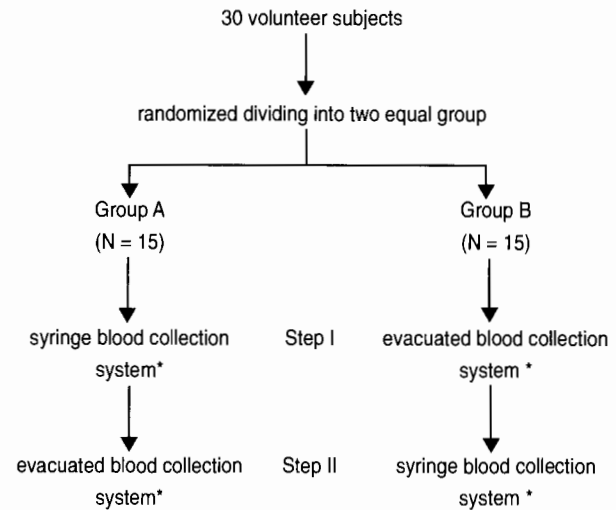 30 volunteer subjects
randomized dividing into two equal group
Group A
(N = 15)
Group B
(N = 15)
syringe blood collection
system*
Step I
evacuated blood collection
system *
evacuated blood collection
system*
Step II
syringe blood collection
system *